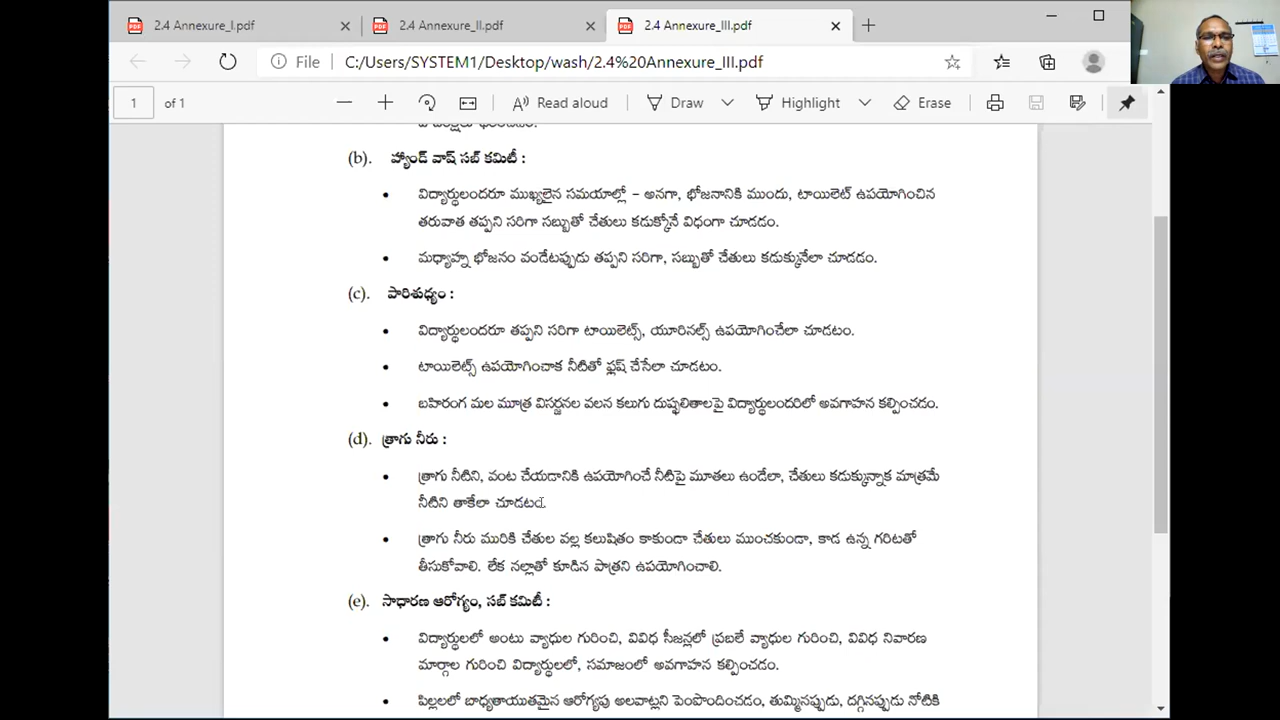 2.4 Annexure_I.pdf
2.4 Annexure_II.pdf
2.4 Annexure_III.pdf
File
C:/Users/SYSTEM1/Desktop/wash/2.4%20Annexure_III.pdf
1 of 1
Read aloud
Draw
Highlight
Erase
(b). హ్యాండ్ వాష్ సబ్ కమిటీ :
• విద్యార్థులందరూ ముఖ్యలైన సమయాల్లో – అనగా, భోజనానికి ముందు, టాయిలెట్ ఉపయోగించిన
తరువాత తప్పని సరిగా సబ్బుతో చేతులు కడుక్కోనే విధంగా చూడడం.
• మధ్యాహ్న భోజనం వండేటప్పుడు తప్పని సరిగా, సబ్బుతో చేతులు కడుక్కునేలా చూడడం.
(c). పారిశుధ్యం :
• విద్యార్థులందరూ తప్పని సరిగా టాయిలెట్స్, యూరినల్స్ ఉపయోగించేలా చూడటం.
• టాయిలెట్స్ ఉపయోగించాక నీటితో ఫ్లష్ చేసేలా చూడటం.
• బహిరంగ మల మూత్ర విసర్జనల వలన కలుగు దుష్ఫలితాలపై విద్యార్థులందరిలో అవగాహన కల్పించడం.
(d). త్రాగు నీరు :
• త్రాగు నీటిని, వంట చేయడానికి ఉపయోగించే నీటిపై మూతలు ఉండేలా, చేతులు కడుక్కున్నాక మాత్రమే
నీటిని తాకేలా చూడటం.
• త్రాగు నీరు మురికి చేతుల వల్ల కలుషితం కాకుండా చేతులు ముంచకుండా, కాడ ఉన్న గరిటతో
తీసుకోవాలి. లేక నల్లాతో కూడిన పాత్రని ఉపయోగించాలి.
(e). సాధారణ ఆరోగ్యం, సబ్ కమిటీ :
• విద్యార్థులలో అంటు వ్యాధుల గురించి, వివిధ సీజన్లలో ప్రబలే వ్యాధుల గురించి, వివిధ నివారణ
మార్గాల గురించి విద్యార్థులలో, సమాజంలో అవగాహన కల్పించడం.
• పిల్లలలో బాధ్యతాయుతమైన ఆరోగ్యపు అలవాట్లని పెంపొందించడం, తుమ్మినప్పుడు, దగ్గినప్పుడు నోటికి